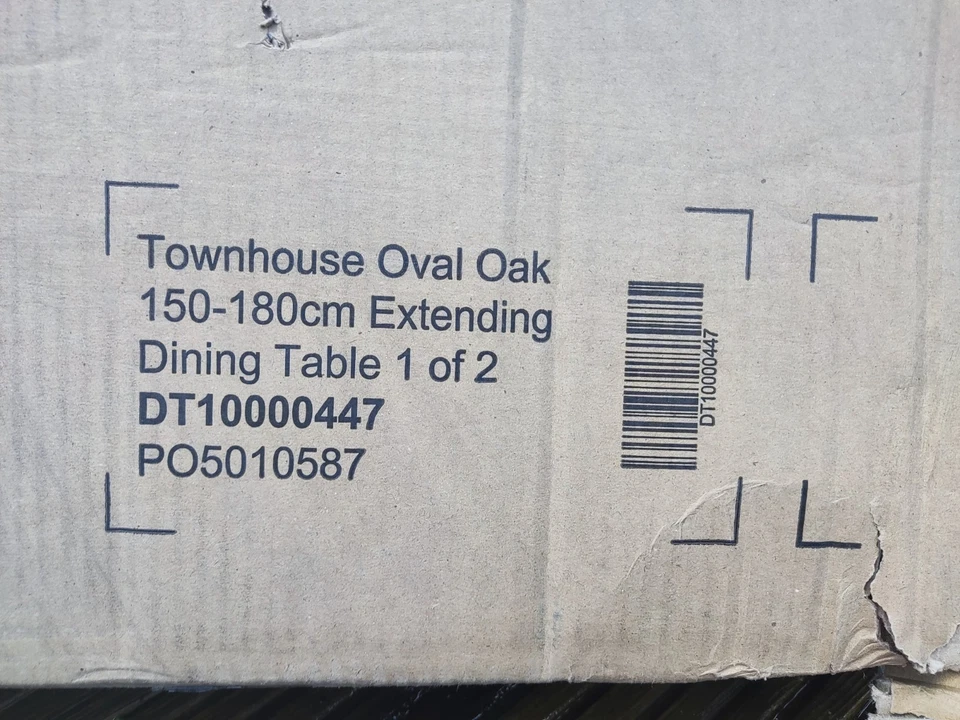 Townhouse Oval Oak
150-180cm Extending
Dining Table 1 of 2
DT10000447
PO5010587
DT10000447